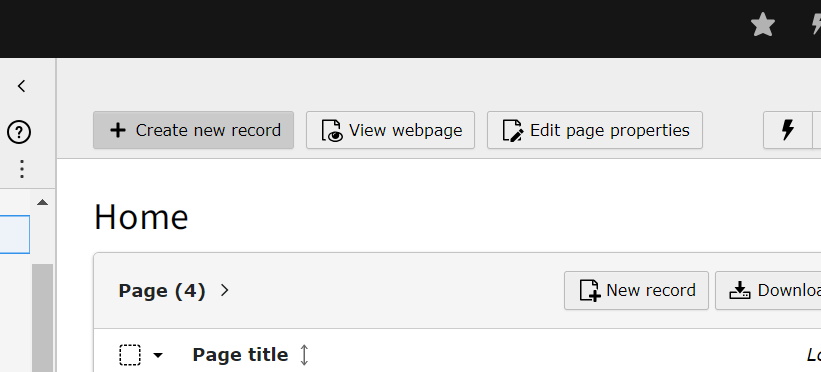 Create new record View webpage Edit page properties
Home
Page (4) New record
Page title